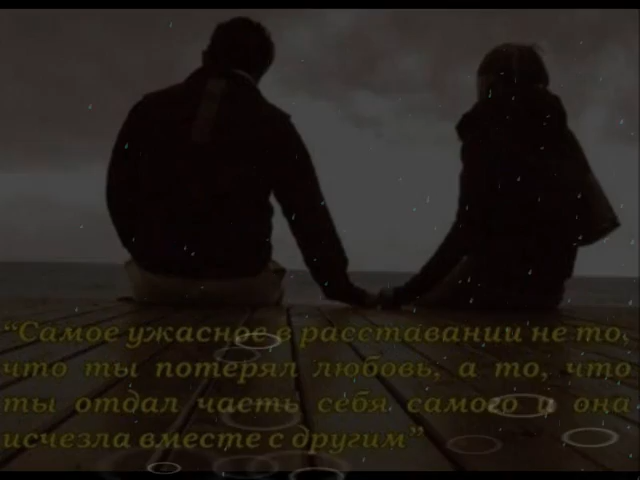 “Самое ужасное в расставании не то,
что ты потерял любовь, а то, что
ты отдал часть себя самого и она
исчезла вместе с другим”